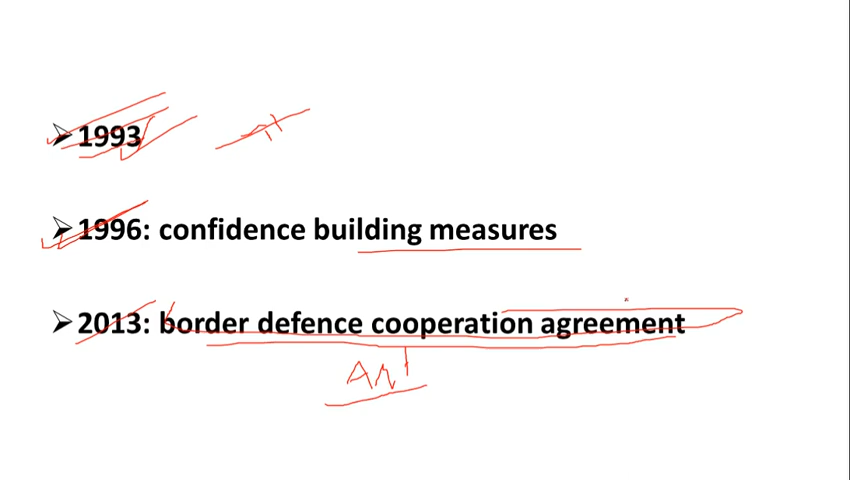 1993
1996: confidence building measures
2013: border defence cooperation agreement